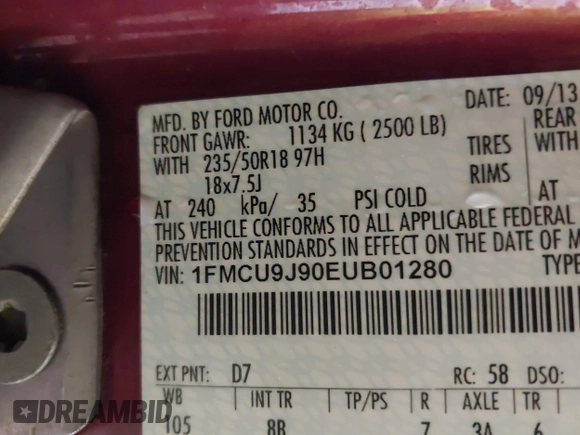 MFD. BY FORD MOTOR CO.
DATE: 09/13
FRONT GAWR: 1134 KG ( 2500 LB)
REAR
WITH 235/50R18 97H
TIRES
WITH
18x7.5J
RIMS
AT 240 kPa/ 35 PSI COLD
AT
THIS VEHICLE CONFORMS TO ALL APPLICABLE FEDERAL
PREVENTION STANDARDS IN EFFECT ON THE DATE OF M
VIN: 1FMCU9J90EUB01280
TYPE
EXT PNT: D7
RC: 58 DSO:
WB INT TR TP/PS R AXLE TR
105 8B 7 3A 6
DREAMBID